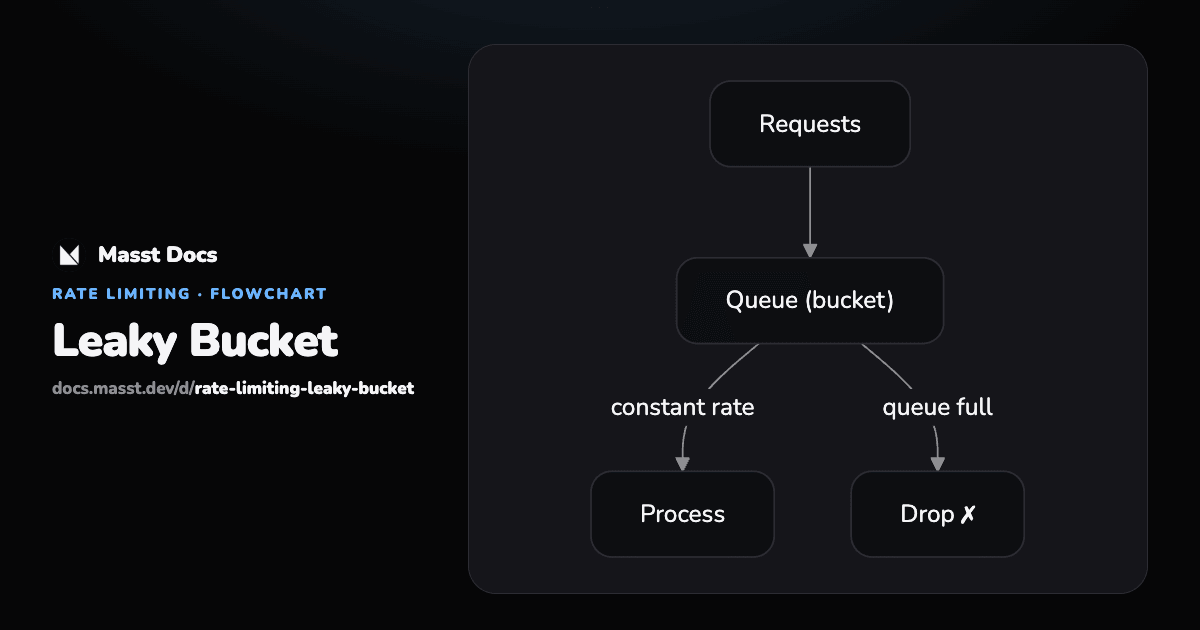 Masst Docs
RATE LIMITING · FLOWCHART
Leaky Bucket
docs.masst.dev/d/rate-limiting-leaky-bucket
Requests
Queue (bucket)
constant rate
queue full
Process
Drop ✗